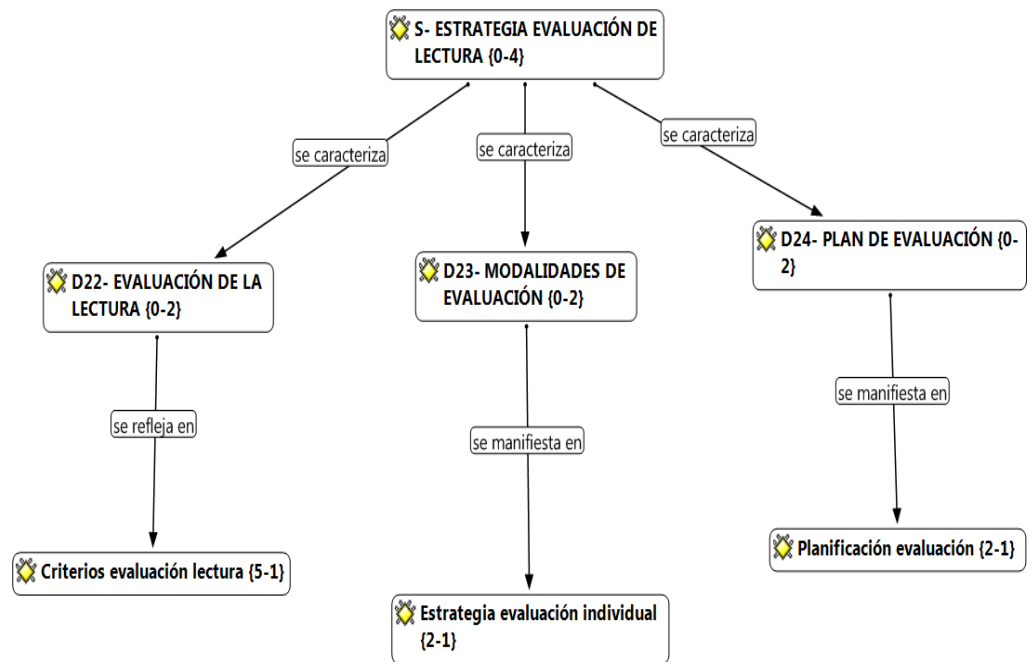 S- ESTRATEGIA EVALUACIÓN DE
LECTURA {0-4}
se caracteriza
se caracteriza
se caracteriza
D22- EVALUACIÓN DE LA
LECTURA {0-2}
D23- MODALIDADES DE
EVALUACIÓN {0-2}
D24- PLAN DE EVALUACIÓN {0-
2}
se refleja en
se manifiesta en
se manifiesta en
Criterios evaluación lectura {5-1}
Estrategia evaluación individual
{2-1}
Planificación evaluación {2-1}